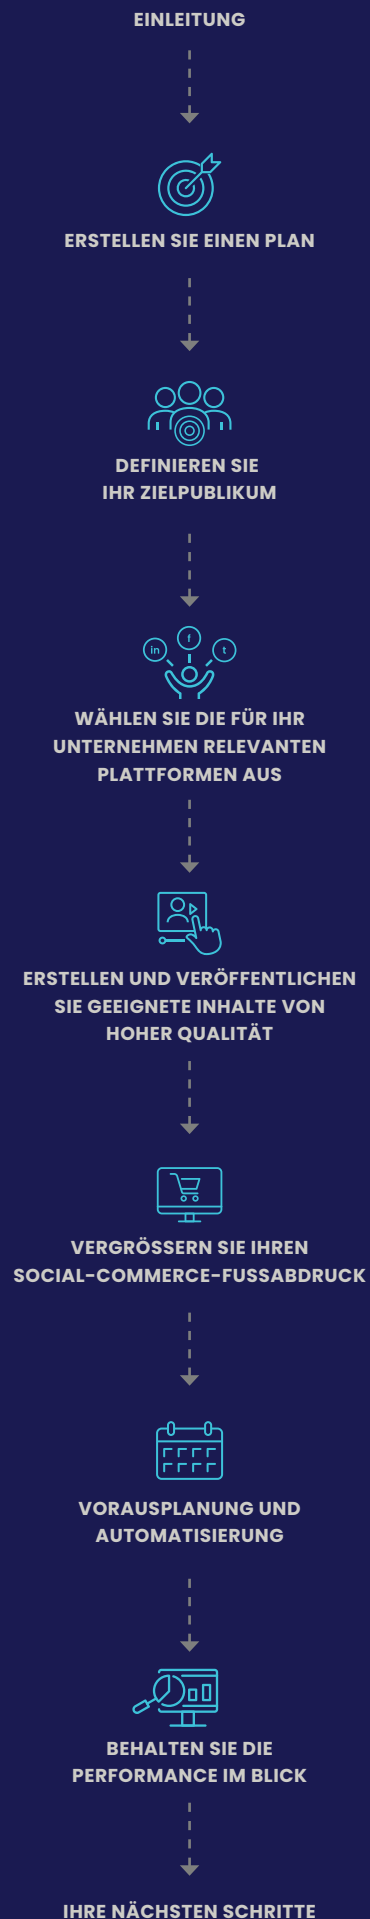 EINLEITUNG
ERSTELLEN SIE EINEN PLAN
DEFINIEREN SIE
IHR ZIELPUBLIKUM
in f t
WÄHLEN SIE DIE FÜR IHR
UNTERNEHMEN RELEVANTEN
PLATTFORMEN AUS
ERSTELLEN UND VERÖFFENTLICHEN
SIE GEEIGNETE INHALTE VON
HOHER QUALITÄT
VERGRÖSSERN SIE IHREN
SOCIAL-COMMERCE-FUSSABDRUCK
VORAUSPLANUNG UND
AUTOMATISIERUNG
BEHALTEN SIE DIE
PERFORMANCE IM BLICK
IHRE NÄCHSTEN SCHRITTE